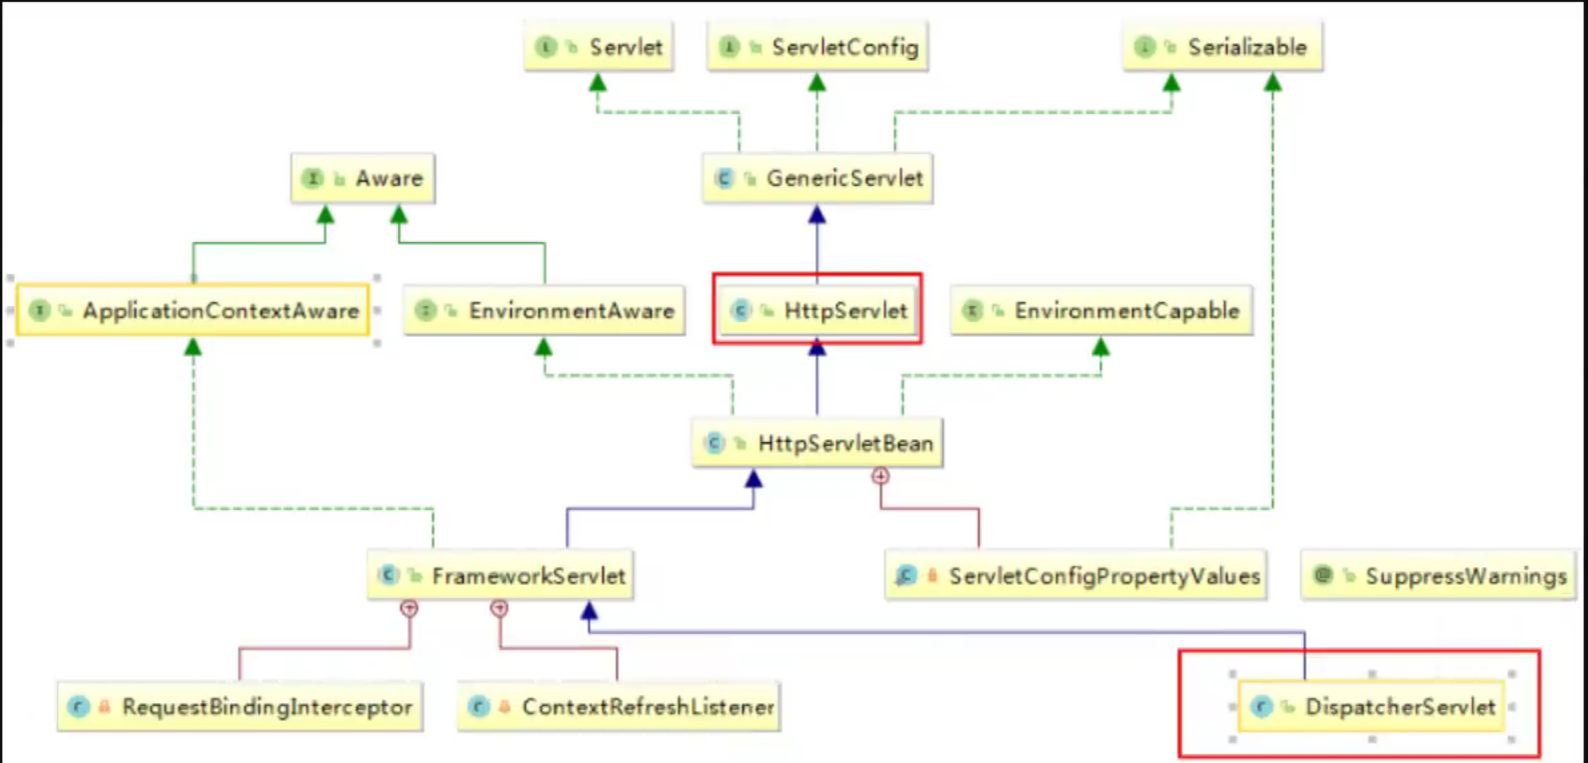 Servlet
ServletConfig
Serializable
Aware
GenericServlet
ApplicationContextAware
EnvironmentAware
HttpServlet
EnvironmentCapable
HttpServletBean
FrameworkServlet
ServletConfigPropertyValues
SuppressWarnings
RequestBindingInterceptor
ContextRefreshListener
DispatcherServlet